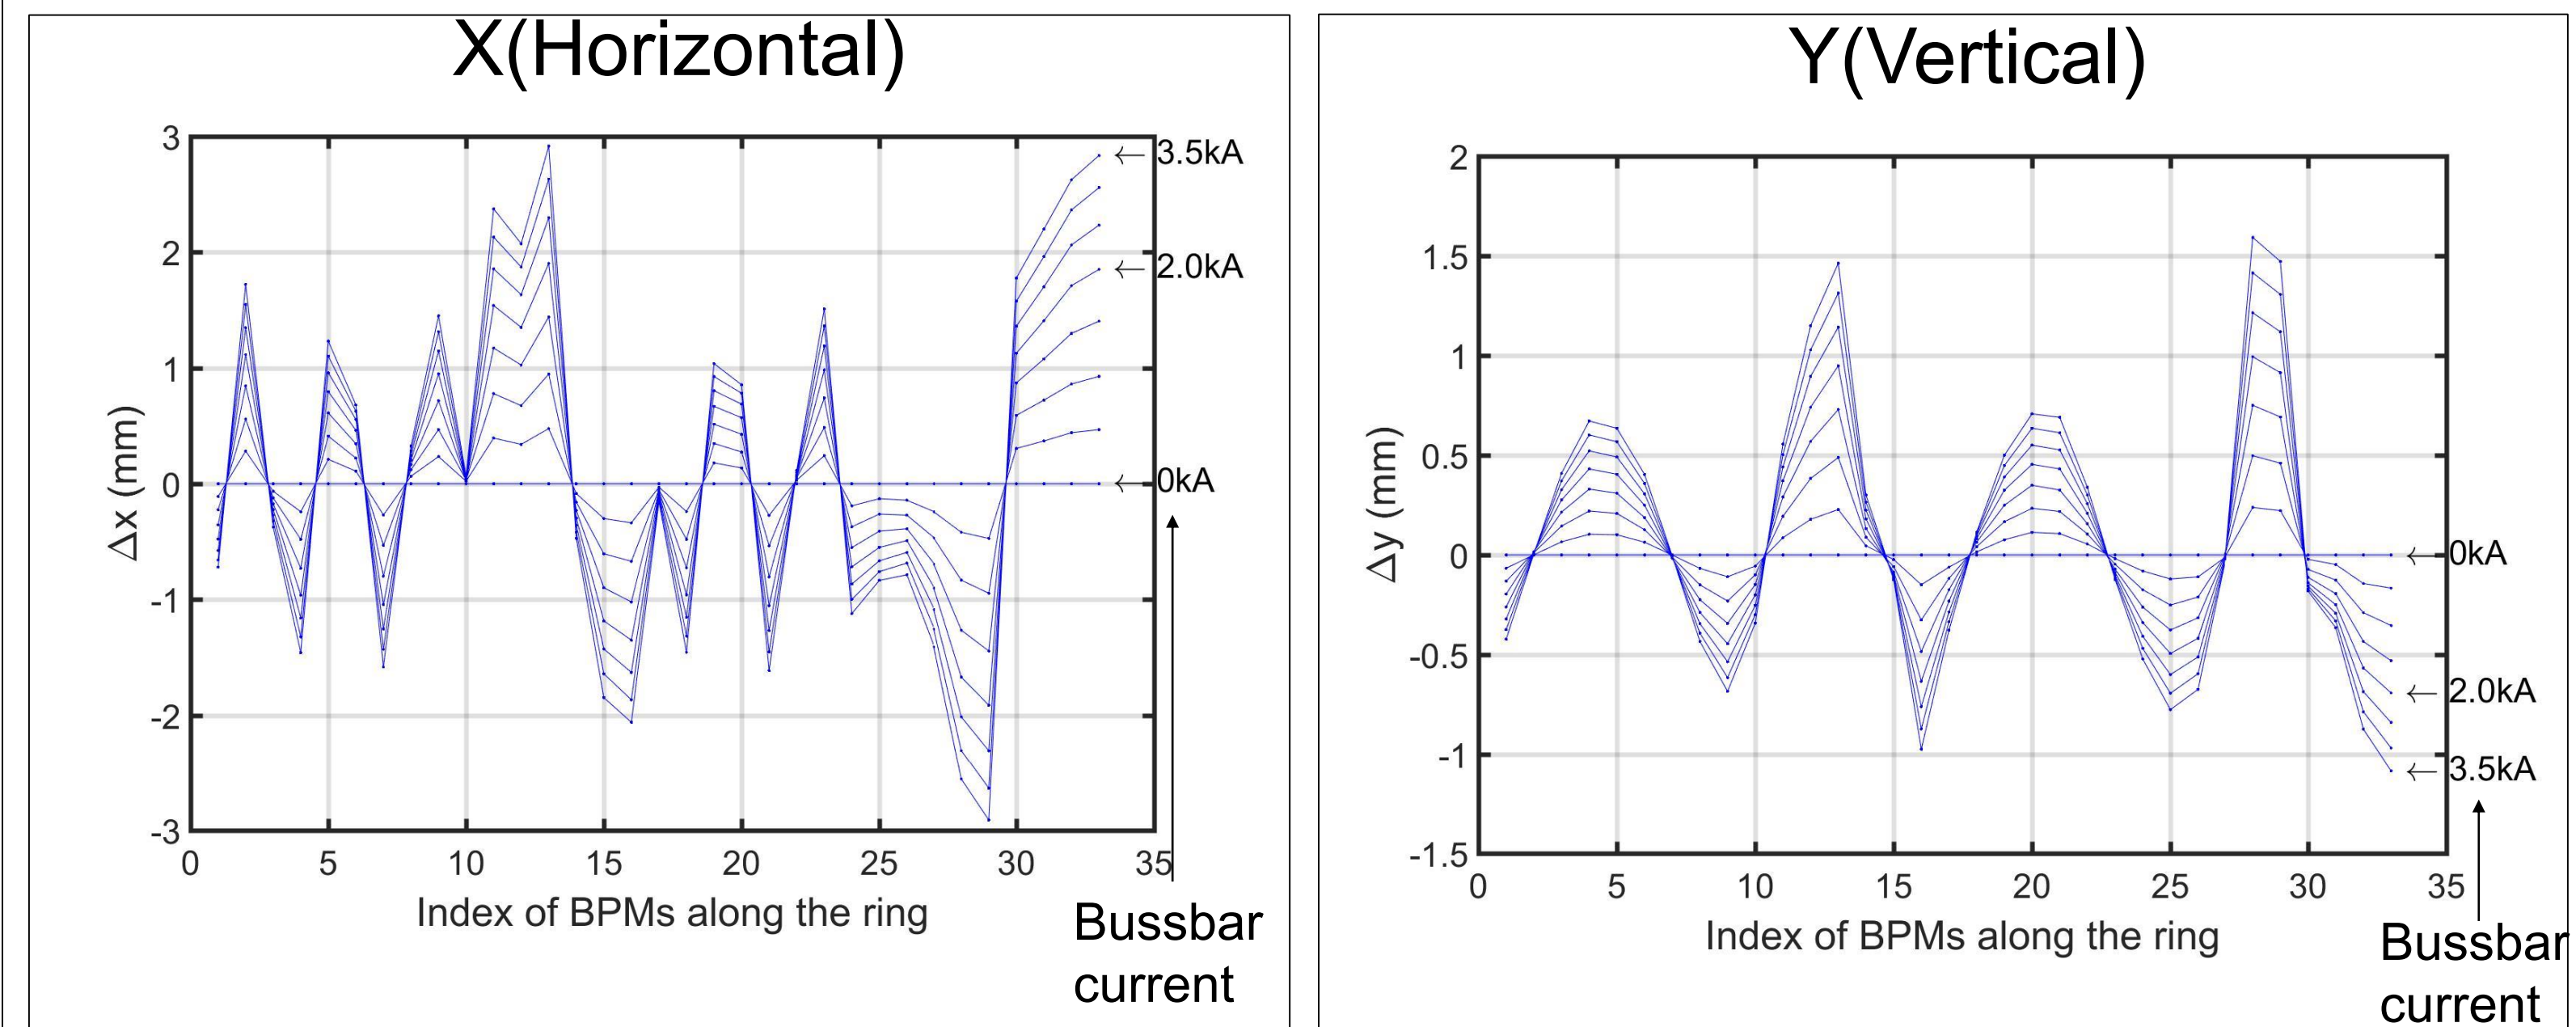 X(Horizontal)
3
2
1
0
-1
-2
-3
Δx (mm)
0 5 10 15 20 25 30 35
Index of BPMs along the ring
←3.5kA
←2.0kA
←0kA
Bussbar
current
Y(Vertical)
2
1.5
1
0.5
0
-0.5
-1
-1.5
Δy (mm)
0 5 10 15 20 25 30 35
Index of BPMs along the ring
←0kA
←2.0kA
←3.5kA
Bussbar
current